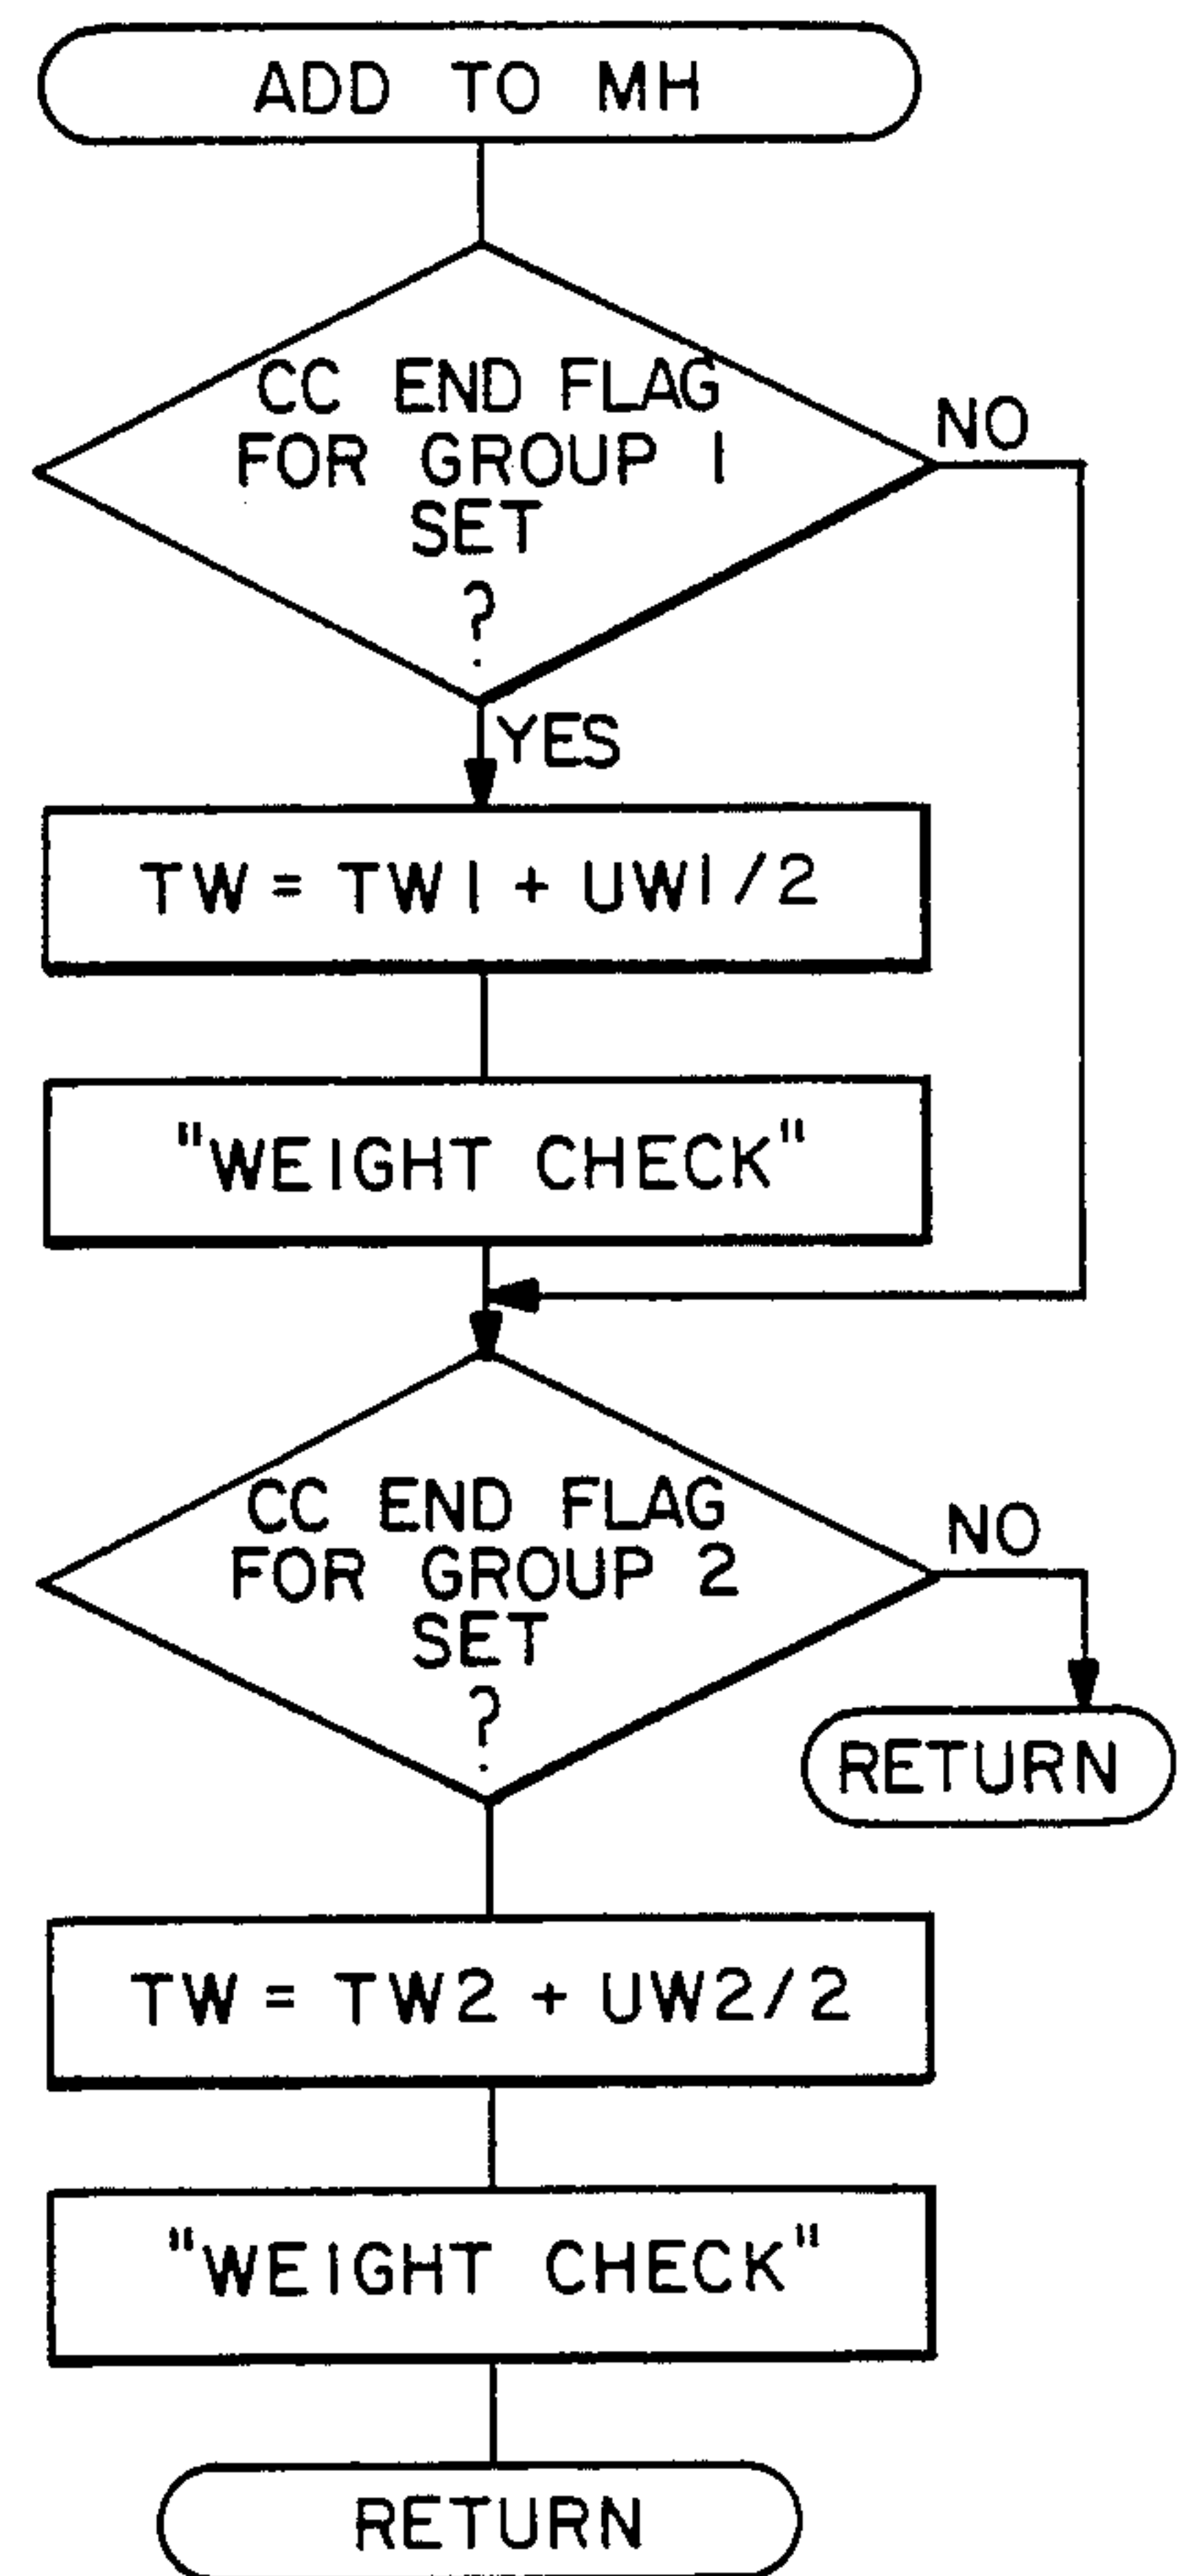 ADD TO MH
CC END FLAG
FOR GROUP 1
SET
?
NO
YES
TW = TW1 + UW1/2
"WEIGHT CHECK"
CC END FLAG
FOR GROUP 2
SET
?
NO
RETURN
TW = TW2 + UW2/2
"WEIGHT CHECK"
RETURN